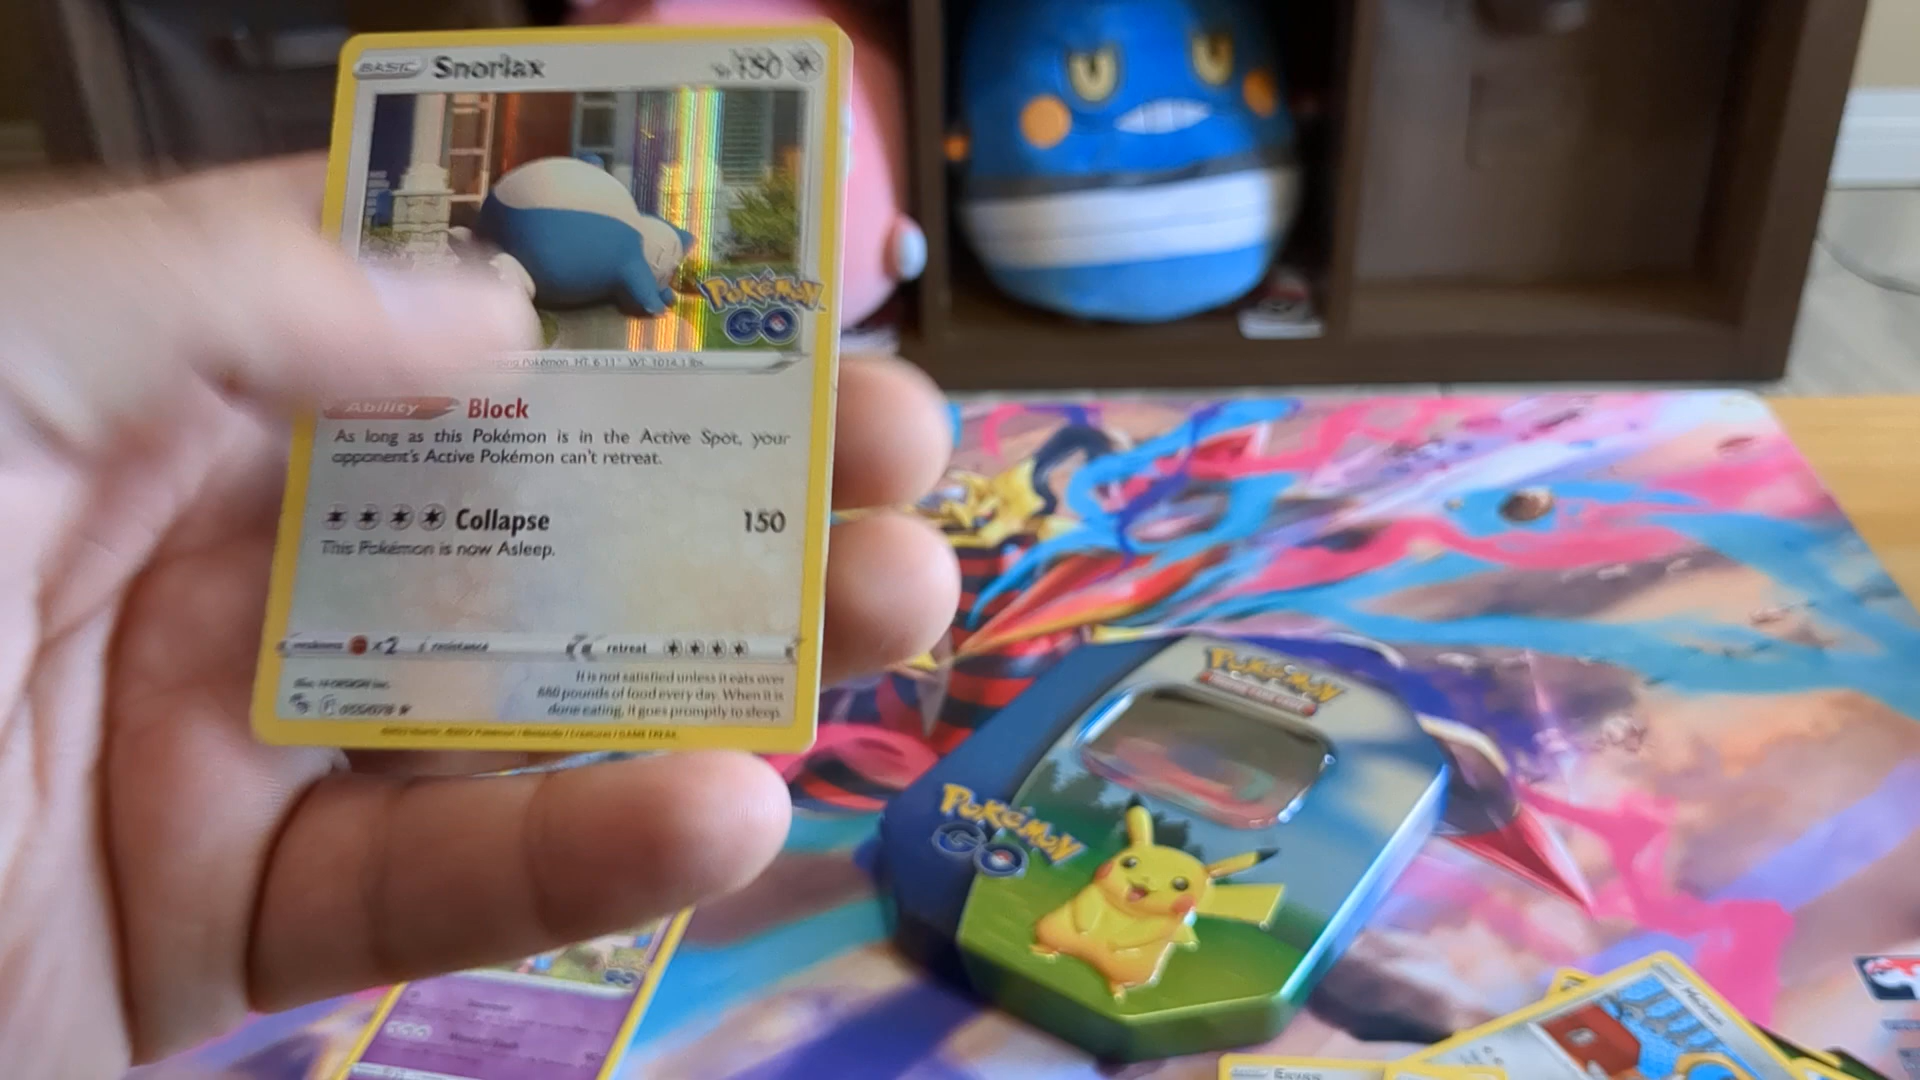 BASIC Snorlax 150
POKÉMON
GO
Pokémon HT. 6'11" WT. 1014.1 lbs.
Ability Block
As long as this Pokémon is in the Active Spot, your
opponent's Active Pokémon can't retreat.
Collapse 150
This Pokémon is now Asleep.
weakness ×2 resistance retreat
It is not satisfied unless it eats over
880 pounds of food every day. When it is
done eating, it goes promptly to sleep.
055/078
POKÉMON
POKÉMON
GO